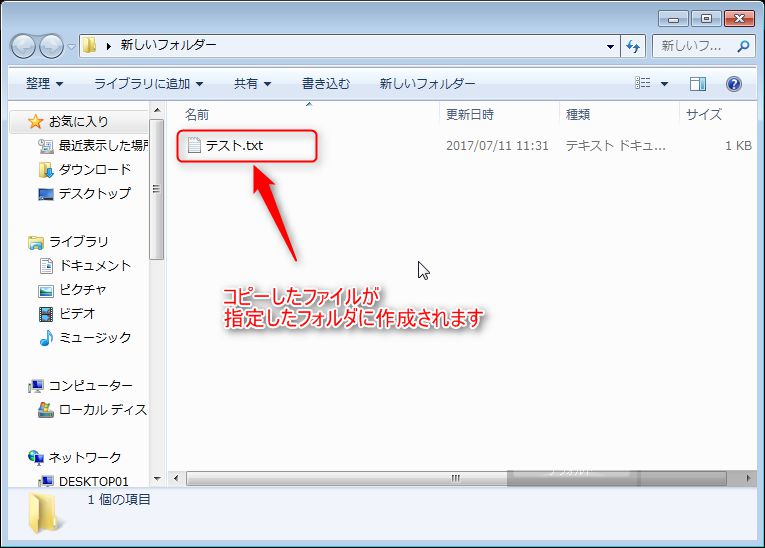 新しいフォルダー
新しいフ...
整理
ライブラリに追加
共有
書き込む
新しいフォルダー
名前
更新日時
種類
サイズ
お気に入り
最近表示した場所
ダウンロード
デスクトップ
テスト.txt
2017/07/11 11:31
テキスト ドキュ...
1 KB
ライブラリ
ドキュメント
ピクチャ
ビデオ
ミュージック
コピーしたファイルが
指定したフォルダに作成されます
コンピューター
ローカル ディス
ネットワーク
DESKTOP01
1 個の項目